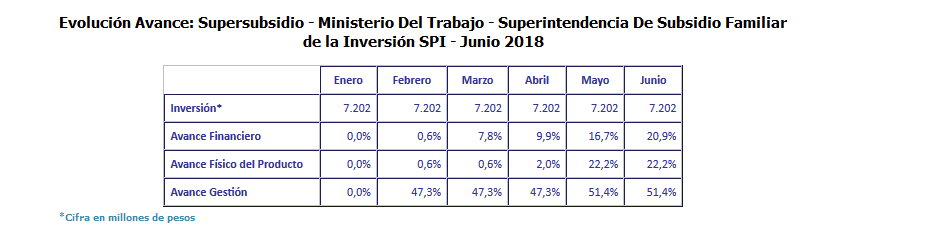 Evolución Avance: Supersubsidio - Ministerio Del Trabajo - Superintendencia De Subsidio Familiar
de la Inversión SPI - Junio 2018
Enero Febrero Marzo Abril Mayo Junio
Inversión* 7.202 7.202 7.202 7.202 7.202 7.202
Avance Financiero 0,0% 0,6% 7,8% 9,9% 16,7% 20,9%
Avance Físico del Producto 0,0% 0,6% 0,6% 2,0% 22,2% 22,2%
Avance Gestión 0,0% 47,3% 47,3% 47,3% 51,4% 51,4%
*Cifra en millones de pesos